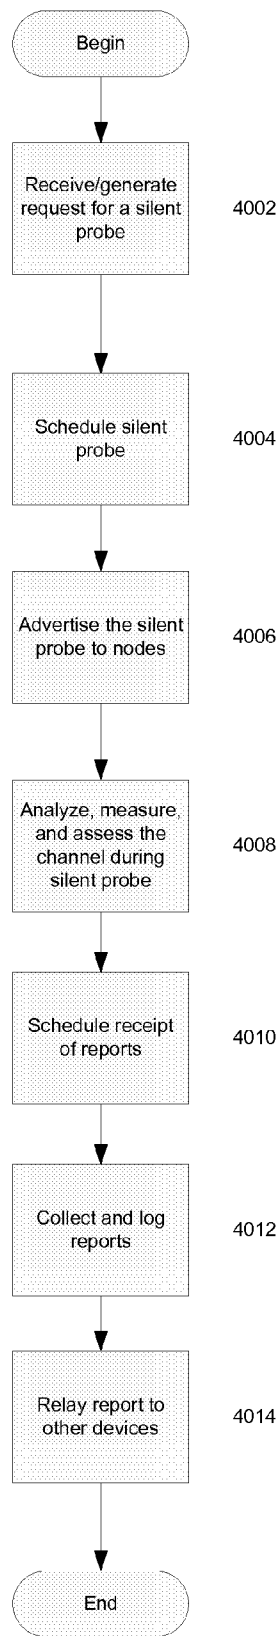 Begin
Receive/generate
request for a silent
probe
4002
Schedule silent
probe
4004
Advertise the silent
probe to nodes
4006
Analyze, measure,
and assess the
channel during
silent probe
4008
Schedule receipt
of reports
4010
Collect and log
reports
4012
Relay report to
other devices
4014
End